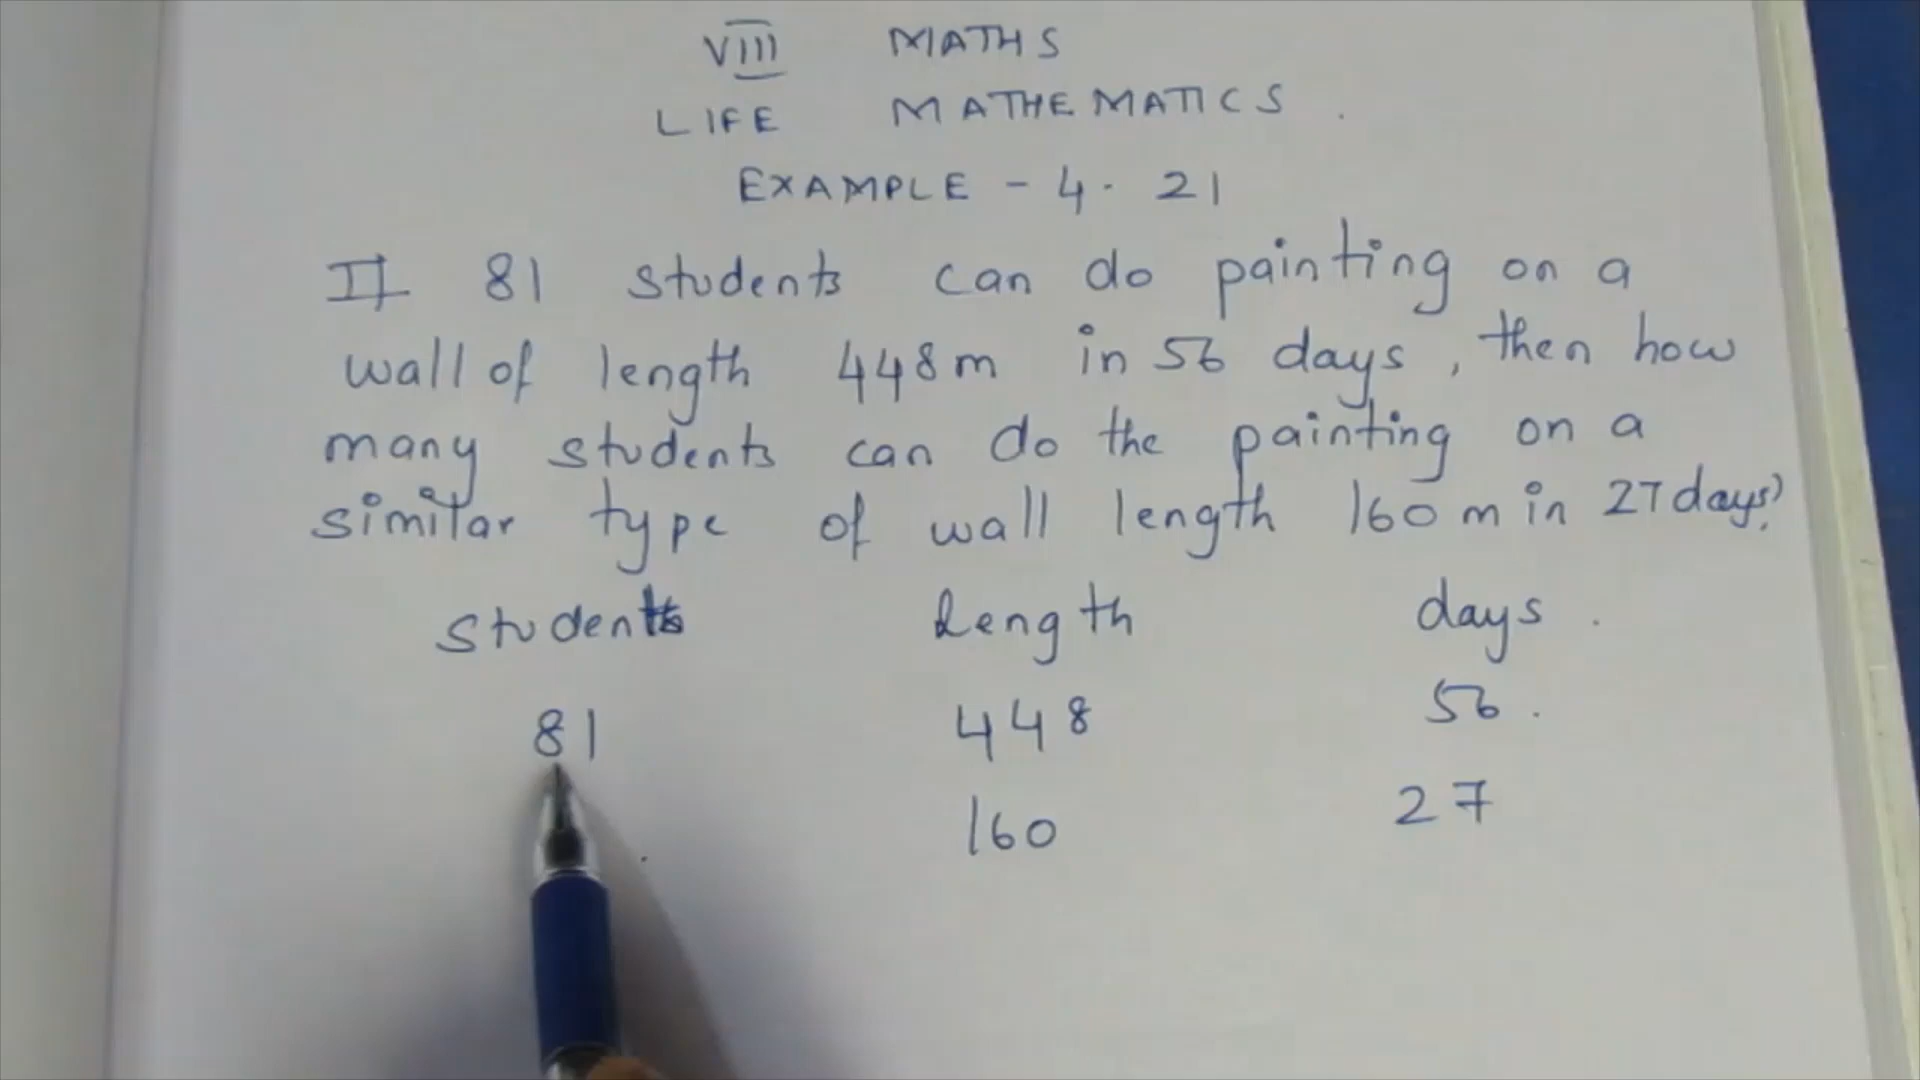 VIII MATHS
LIFE MATHEMATICS.
EXAMPLE - 4. 21
If 81 students can do painting on a
wall of length 448m in 56 days, then how
many students can do the painting on a
similar type of wall length 160 m in 27 days?
Students Length days.
81 448 56.
160 27